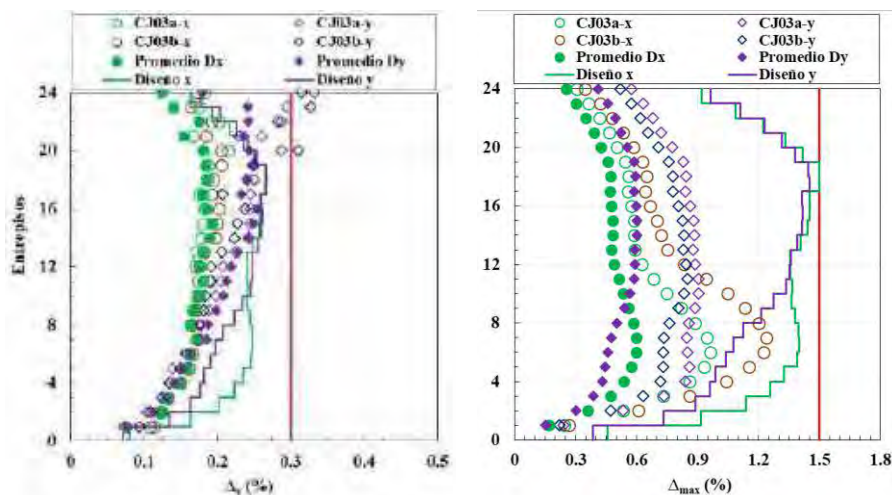 CJ03a-x CJ03a-y
CJ03b-x CJ03b-y
Promedio Dx Promedio Dy
Diseño x Diseño y
24
20
16
12
8
4
0
Entrepisos
0 0.1 0.2 0.3 0.4 0.5
(%)
CJ03a-x CJ03a-y
CJ03b-x CJ03b-y
Promedio Dx Promedio Dy
Diseño x Diseño y
24
20
16
12
8
4
0
0 0.3 0.6 0.9 1.2 1.5 1.8
Δmax (%)